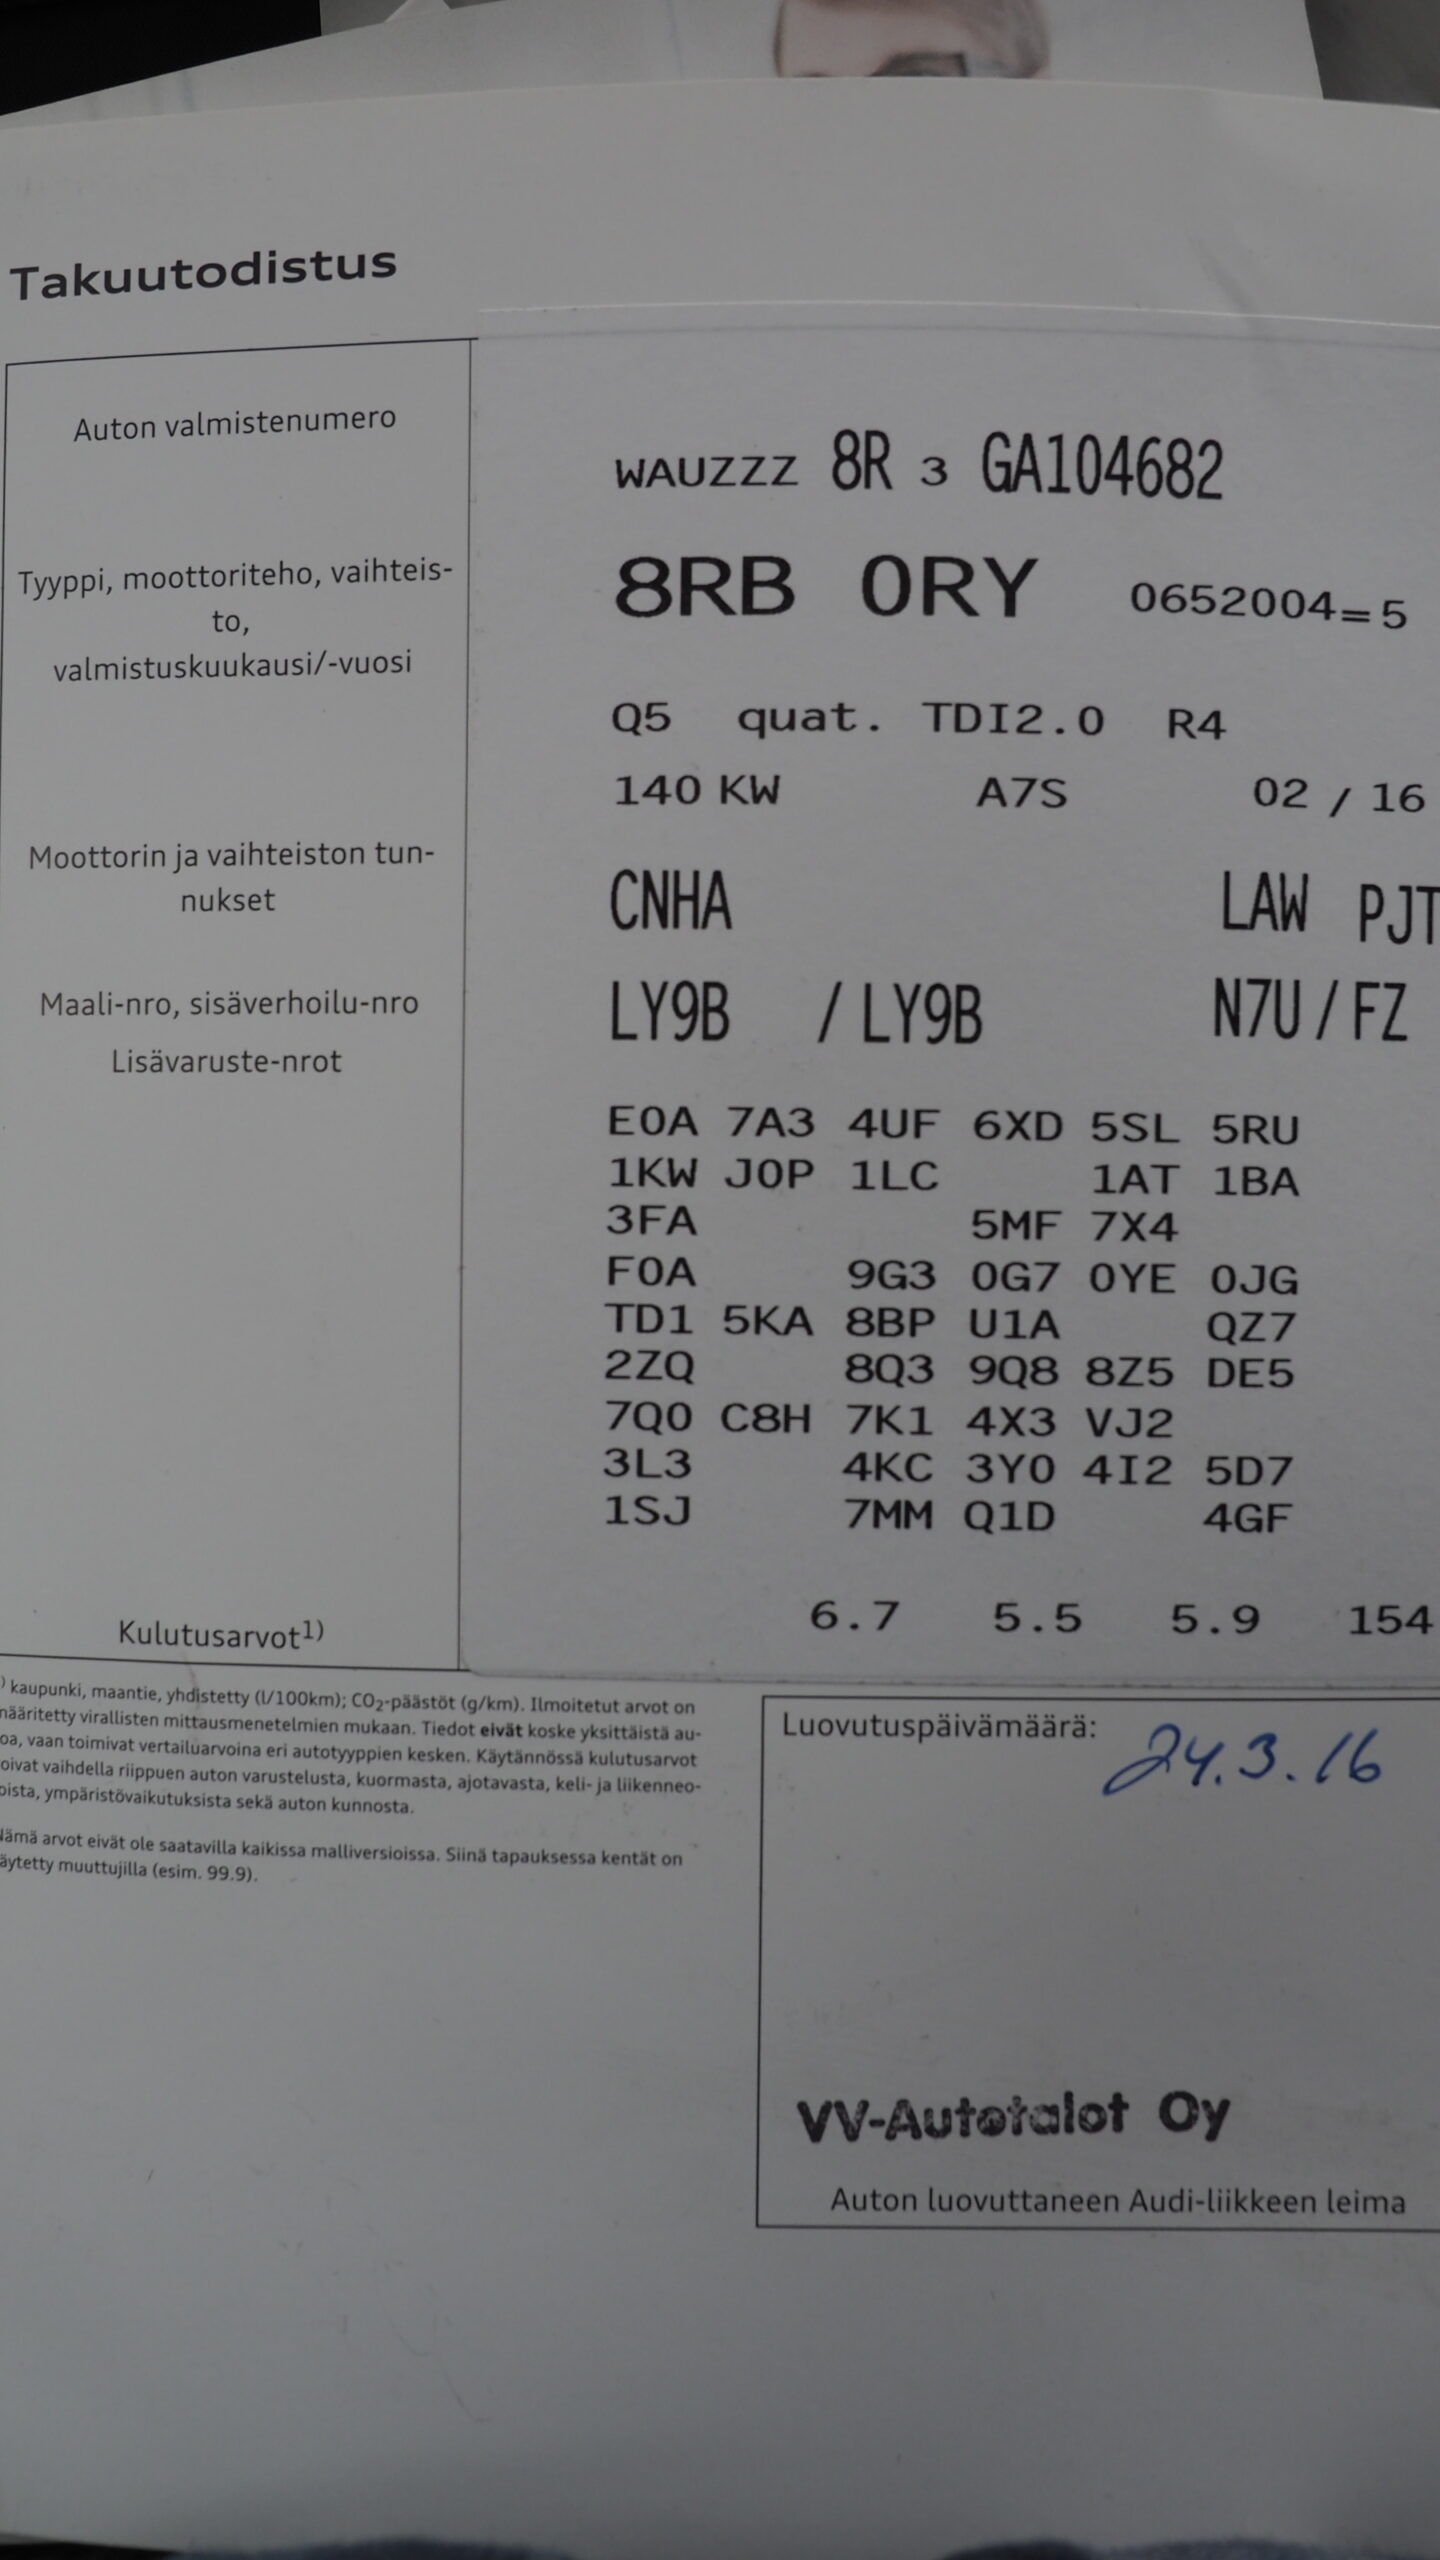 Takuutodistus
Auton valmistenumero
WAUZZZ 8R 3 GA104682
Tyyppi, moottoriteho, vaihteis-
to,
valmistuskuukausi/-vuosi
8RB 0RY 0652004=5
Q5 quat. TDI2.0 R4
140 KW A7S 02 / 16
Moottorin ja vaihteiston tun-
nukset
CNHA LAW PJT
Maali-nro, sisäverhoilu-nro
LY9B / LY9B N7U / FZ
Lisävaruste-nrot
E0A 7A3 4UF 6XD 5SL 5RU
1KW J0P 1LC 1AT 1BA
3FA 5MF 7X4
F0A 9G3 0G7 0YE 0JG
TD1 5KA 8BP U1A QZ7
2ZQ 8Q3 9Q8 8Z5 DE5
7Q0 C8H 7K1 4X3 VJ2
3L3 4KC 3Y0 4I2 5D7
1SJ 7MM Q1D 4GF
Kulutusarvot1)
6.7 5.5 5.9 154
) kaupunki, maantie, yhdistetty (l/100km); CO2-päästöt (g/km). Ilmoitetut arvot on
määritetty virallisten mittausmenetelmien mukaan. Tiedot eivät koske yksittäistä au-
oa, vaan toimivat vertailuarvoina eri autotyyppien kesken. Käytännössä kulutusarvot
oivat vaihdella riippuen auton varustelusta, kuormasta, ajotavasta, keli- ja liikenneo-
oista, ympäristövaikutuksista sekä auton kunnosta.
Nämä arvot eivät ole saatavilla kaikissa malliversioissa. Siinä tapauksessa kentät on
äytetty muuttujilla (esim. 99.9).
Luovutuspäivämäärä:
24.3.16
VV-Autotalot Oy
Auton luovuttaneen Audi-liikkeen leima